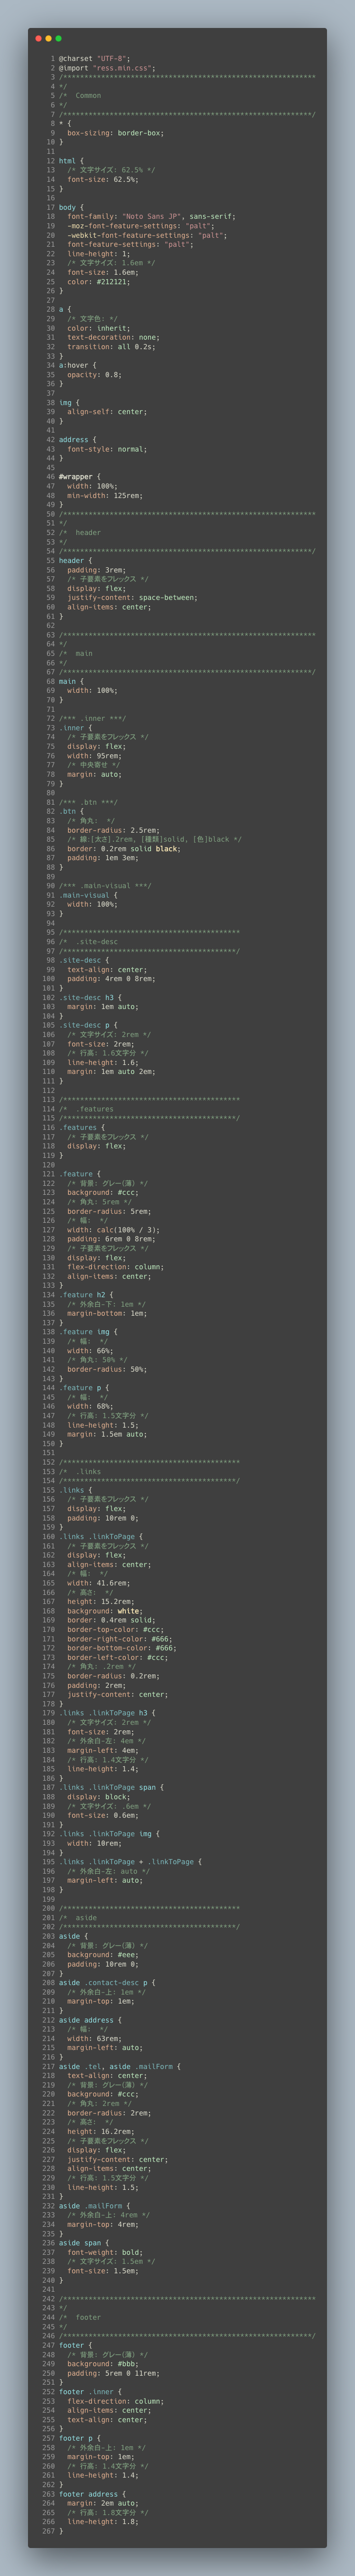 1 @charset "UTF-8";
2 @import "ress.min.css";
3 /************************************************************
4 */
5 /*  Common
6 */
7 /***********************************************************/
8 * {
9   box-sizing: border-box;
10 }
11
12 html {
13   /* 文字サイズ: 62.5% */
14   font-size: 62.5%;
15 }
16
17 body {
18   font-family: "Noto Sans JP", sans-serif;
19   -moz-font-feature-settings: "palt";
20   -webkit-font-feature-settings: "palt";
21   font-feature-settings: "palt";
22   line-height: 1;
23   /* 文字サイズ: 1.6em */
24   font-size: 1.6em;
25   color: #212121;
26 }
27
28 a {
29   /* 文字色: */
30   color: inherit;
31   text-decoration: none;
32   transition: all 0.2s;
33 }
34 a:hover {
35   opacity: 0.8;
36 }
37
38 img {
39   align-self: center;
40 }
41
42 address {
43   font-style: normal;
44 }
45
46 #wrapper {
47   width: 100%;
48   min-width: 125rem;
49 }
50 /************************************************************
51 */
52 /*  header
53 */
54 /***********************************************************/
55 header {
56   padding: 3rem;
57   /* 子要素をフレックス */
58   display: flex;
59   justify-content: space-between;
60   align-items: center;
61 }
62
63 /************************************************************
64 */
65 /*  main
66 */
67 /***********************************************************/
68 main {
69   width: 100%;
70 }
71
72 /*** .inner ***/
73 .inner {
74   /* 子要素をフレックス */
75   display: flex;
76   width: 95rem;
77   /* 中央寄せ */
78   margin: auto;
79 }
80
81 /*** .btn ***/
82 .btn {
83   /* 角丸:  */
84   border-radius: 2.5rem;
85   /* 線:[太さ].2rem, [種類]solid, [色]black */
86   border: 0.2rem solid black;
87   padding: 1em 3em;
88 }
89
90 /*** .main-visual ***/
91 .main-visual {
92   width: 100%;
93 }
94
95 /******************************************
96 /*  .site-desc
97 /*****************************************/
98 .site-desc {
99   text-align: center;
100   padding: 4rem 0 8rem;
101 }
102 .site-desc h3 {
103   margin: 1em auto;
104 }
105 .site-desc p {
106   /* 文字サイズ: 2rem */
107   font-size: 2rem;
108   /* 行高: 1.6文字分 */
109   line-height: 1.6;
110   margin: 1em auto 2em;
111 }
112
113 /******************************************
114 /*  .features
115 /*****************************************/
116 .features {
117   /* 子要素をフレックス */
118   display: flex;
119 }
120
121 .feature {
122   /* 背景: グレー(薄) */
123   background: #ccc;
124   /* 角丸: 5rem */
125   border-radius: 5rem;
126   /* 幅:  */
127   width: calc(100% / 3);
128   padding: 6rem 0 8rem;
129   /* 子要素をフレックス */
130   display: flex;
131   flex-direction: column;
132   align-items: center;
133 }
134 .feature h2 {
135   /* 外余白-下: 1em */
136   margin-bottom: 1em;
137 }
138 .feature img {
139   /* 幅:  */
140   width: 66%;
141   /* 角丸: 50% */
142   border-radius: 50%;
143 }
144 .feature p {
145   /* 幅:  */
146   width: 68%;
147   /* 行高: 1.5文字分 */
148   line-height: 1.5;
149   margin: 1.5em auto;
150 }
151
152 /******************************************
153 /*  .links
154 /*****************************************/
155 .links {
156   /* 子要素をフレックス */
157   display: flex;
158   padding: 10rem 0;
159 }
160 .links .linkToPage {
161   /* 子要素をフレックス */
162   display: flex;
163   align-items: center;
164   /* 幅:  */
165   width: 41.6rem;
166   /* 高さ:  */
167   height: 15.2rem;
168   background: white;
169   border: 0.4rem solid;
170   border-top-color: #ccc;
171   border-right-color: #666;
172   border-bottom-color: #666;
173   border-left-color: #ccc;
174   /* 角丸: .2rem */
175   border-radius: 0.2rem;
176   padding: 2rem;
177   justify-content: center;
178 }
179 .links .linkToPage h3 {
180   /* 文字サイズ: 2rem */
181   font-size: 2rem;
182   /* 外余白-左: 4em */
183   margin-left: 4em;
184   /* 行高: 1.4文字分 */
185   line-height: 1.4;
186 }
187 .links .linkToPage span {
188   display: block;
189   /* 文字サイズ: .6em */
190   font-size: 0.6em;
191 }
192 .links .linkToPage img {
193   width: 10rem;
194 }
195 .links .linkToPage + .linkToPage {
196   /* 外余白-左: auto */
197   margin-left: auto;
198 }
199
200 /******************************************
201 /*  aside
202 /*****************************************/
203 aside {
204   /* 背景: グレー(薄) */
205   background: #eee;
206   padding: 10rem 0;
207 }
208 aside .contact-desc p {
209   /* 外余白-上: 1em */
210   margin-top: 1em;
211 }
212 aside address {
213   /* 幅:  */
214   width: 63rem;
215   margin-left: auto;
216 }
217 aside .tel, aside .mailForm {
218   text-align: center;
219   /* 背景: グレー(薄) */
220   background: #ccc;
221   /* 角丸: 2rem */
222   border-radius: 2rem;
223   /* 高さ:  */
224   height: 16.2rem;
225   /* 子要素をフレックス */
226   display: flex;
227   justify-content: center;
228   align-items: center;
229   /* 行高: 1.5文字分 */
230   line-height: 1.5;
231 }
232 aside .mailForm {
233   /* 外余白-上: 4rem */
234   margin-top: 4rem;
235 }
236 aside span {
237   font-weight: bold;
238   /* 文字サイズ: 1.5em */
239   font-size: 1.5em;
240 }
241
242 /************************************************************
243 */
244 /*  footer
245 */
246 /***********************************************************/
247 footer {
248   /* 背景: グレー(薄) */
249   background: #bbb;
250   padding: 5rem 0 11rem;
251 }
252 footer .inner {
253   flex-direction: column;
254   align-items: center;
255   text-align: center;
256 }
257 footer p {
258   /* 外余白-上: 1em */
259   margin-top: 1em;
260   /* 行高: 1.4文字分 */
261   line-height: 1.4;
262 }
263 footer address {
264   margin: 2em auto;
265   /* 行高: 1.8文字分 */
266   line-height: 1.8;
267 }